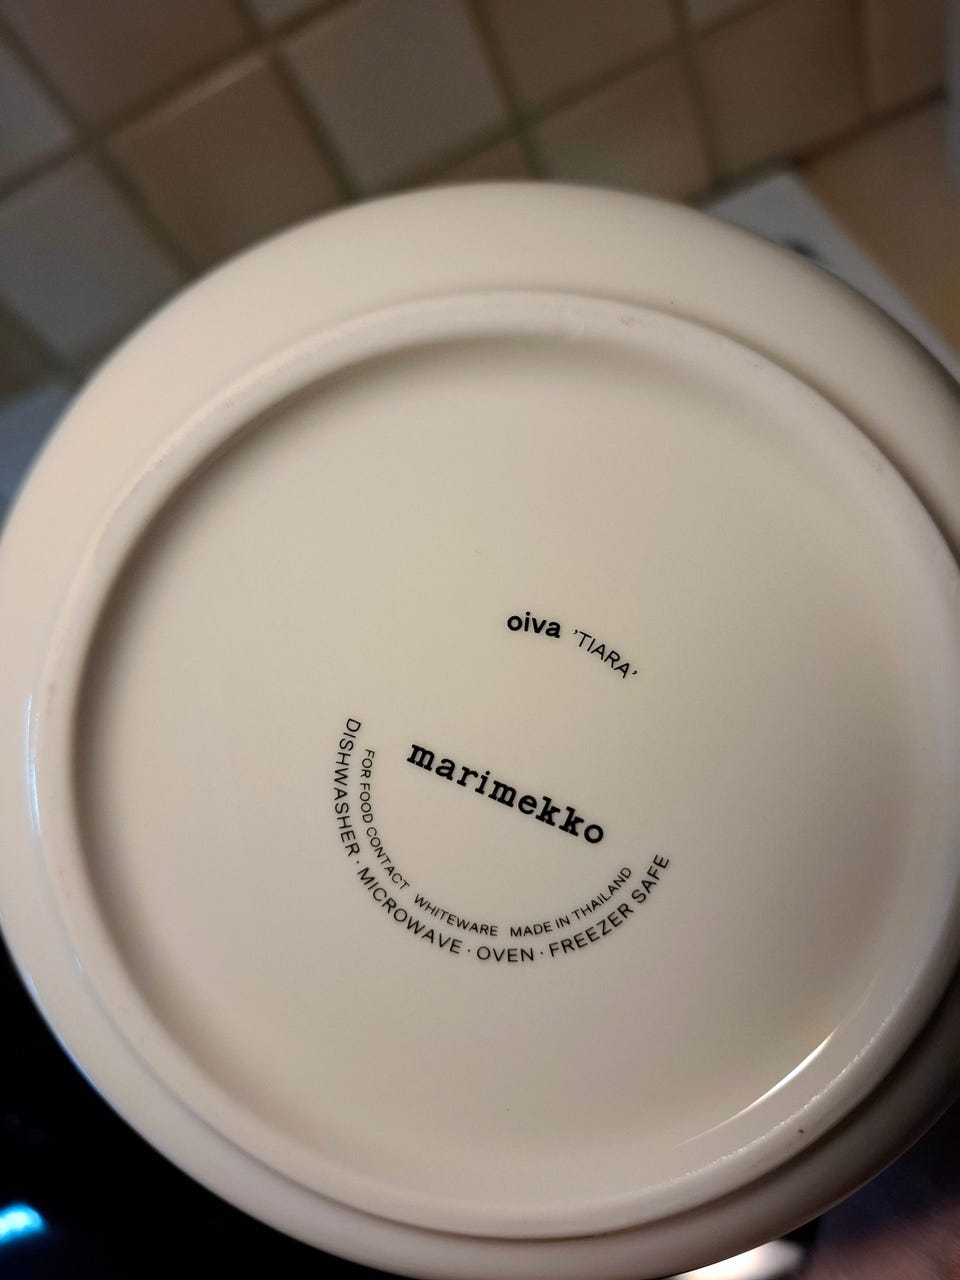 oiva 'TIARA'
marimekko
FOR FOOD CONTACT WHITEWARE MADE IN THAILAND
DISHWASHER · MICROWAVE · OVEN · FREEZER SAFE